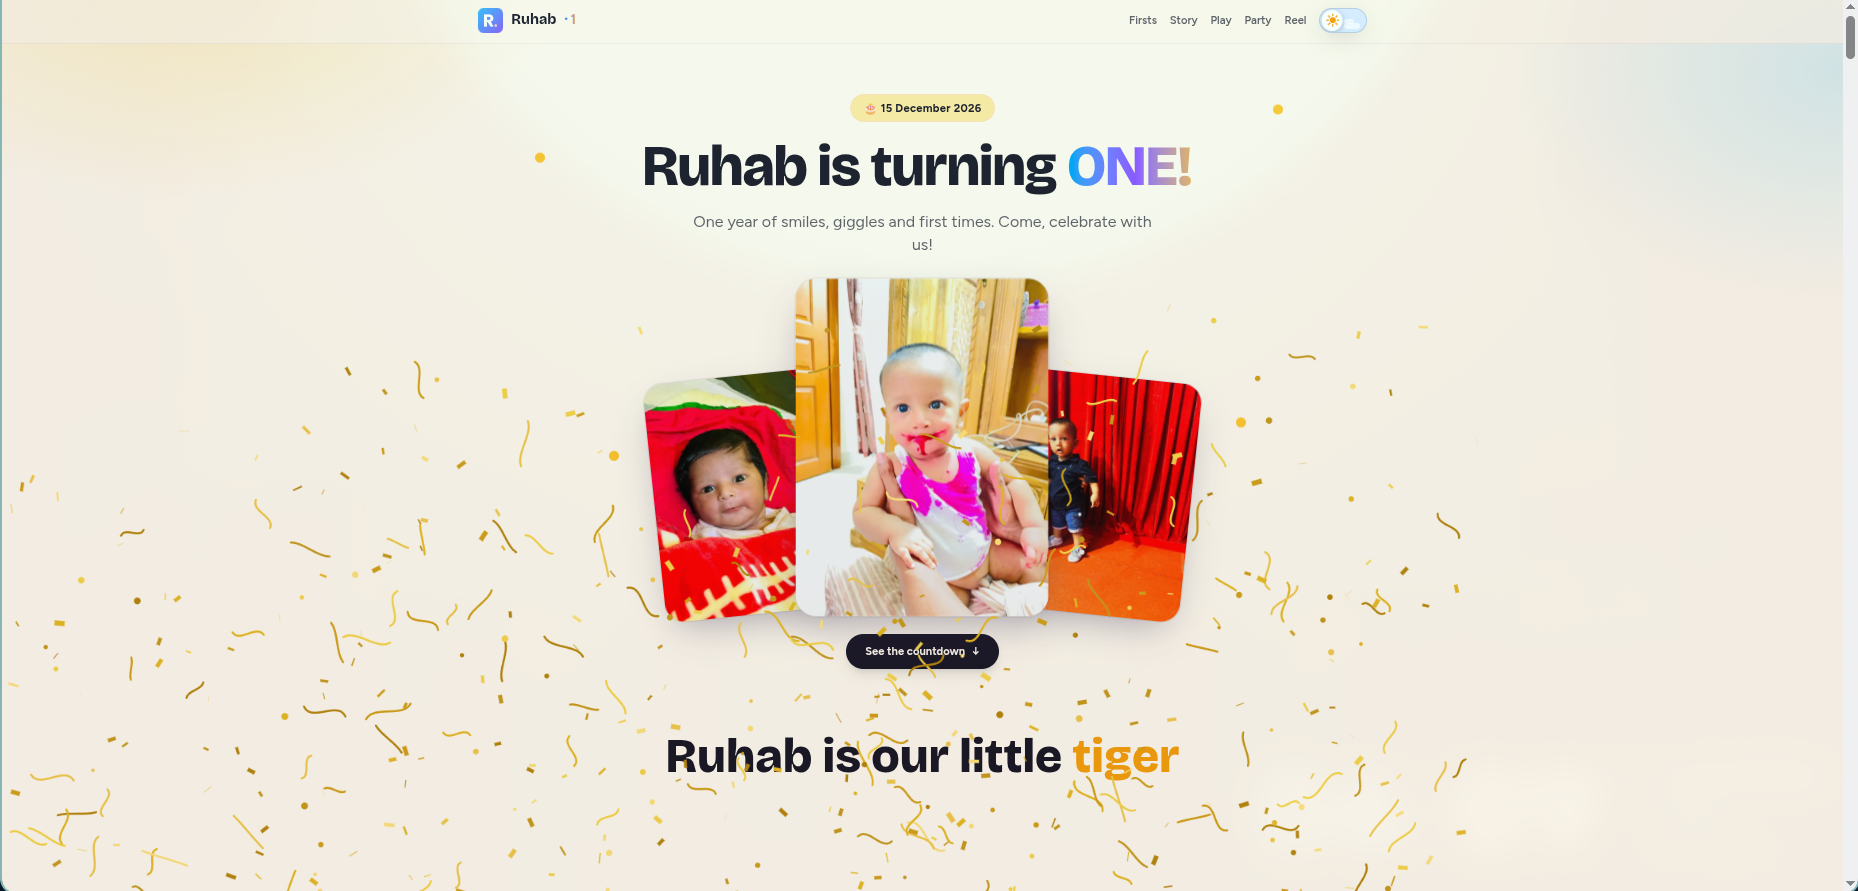 R. Ruhab · 1
Firsts Story Play Party Reel
15 December 2026
Ruhab is turning ONE!
One year of smiles, giggles and first times. Come, celebrate with
us!
See the countdown ↓
Ruhab is our little tiger